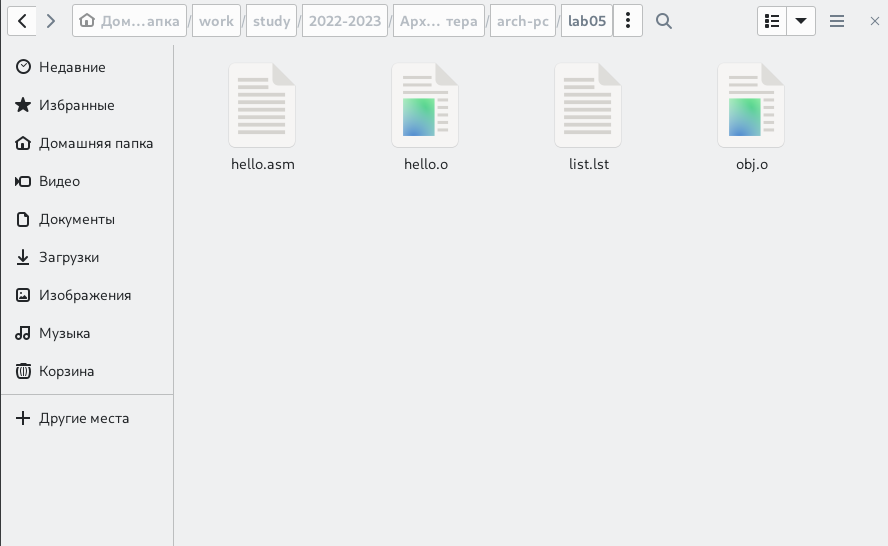 Дом…апка / work / study / 2022-2023 / Арх… тера / arch-pc / lab05
Недавние
Избранные
Домашняя папка
Видео
Документы
Загрузки
Изображения
Музыка
Корзина
Другие места
hello.asm hello.o list.lst obj.o